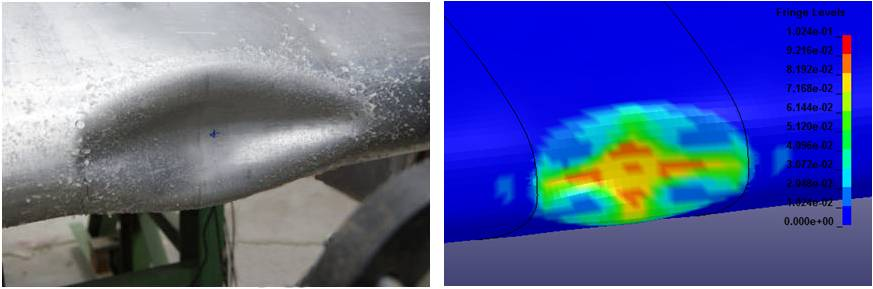 Fringe Levels
1.024e-01
9.216e-02
8.192e-02
7.168e-02
6.144e-02
5.120e-02
4.096e-02
3.072e-02
2.048e-02
1.024e-02
0.000e+00